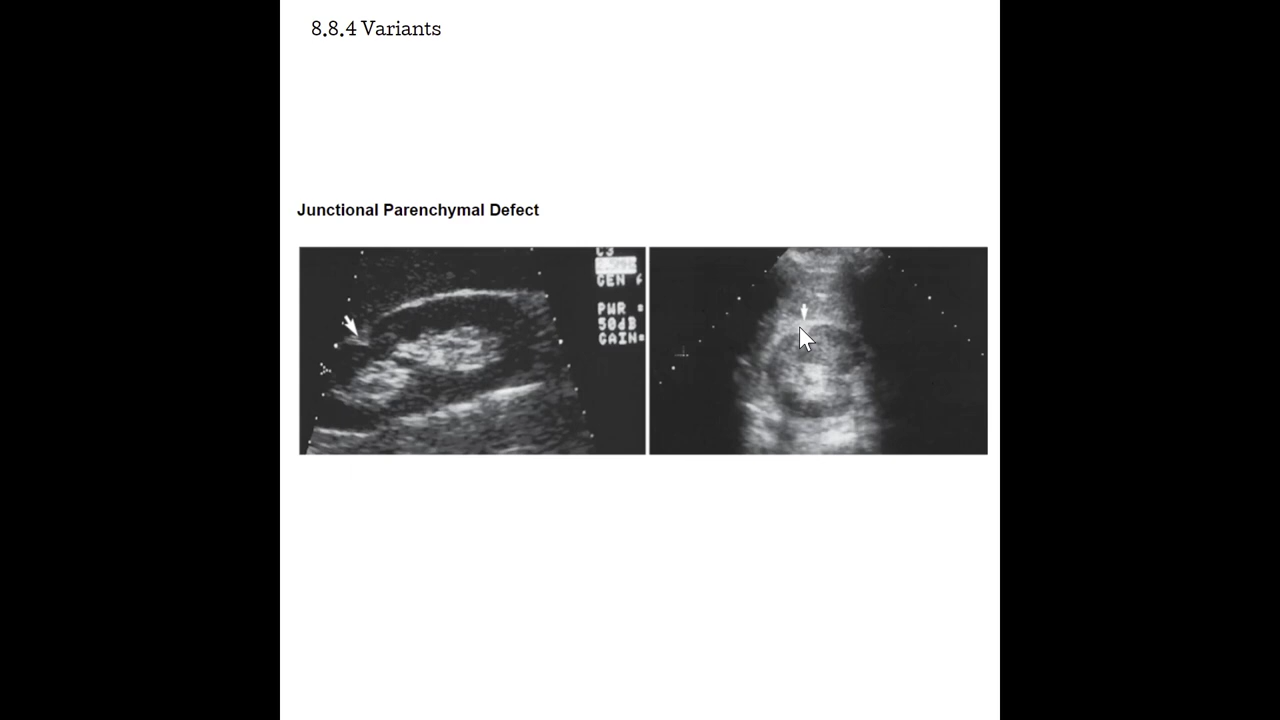 8.8.4 Variants
Junctional Parenchymal Defect
GEN
PWR =
50dB
GAIN=